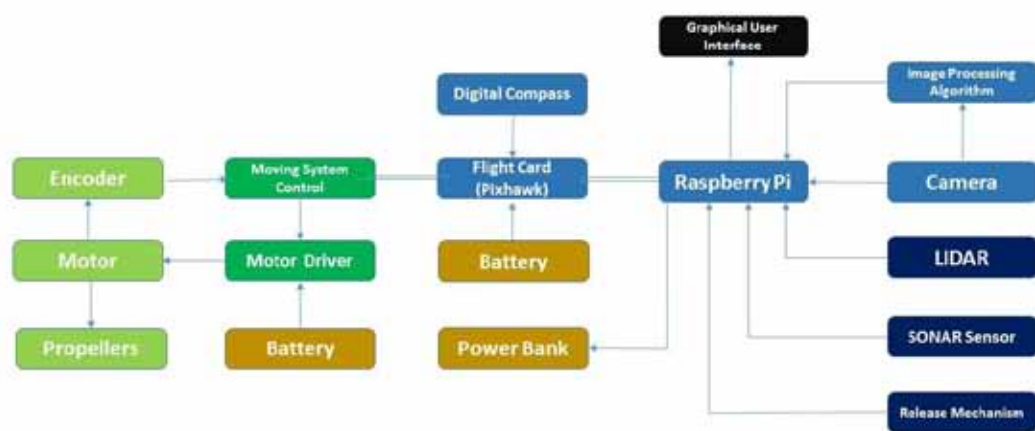 Graphical User
Interface
Digital Compass
Image Processing
Algorithm
Encoder
Moving System
Control
Flight Card
(Pixhawk)
Raspberry Pi
Camera
Motor
Motor Driver
Battery
LIDAR
Propellers
Battery
Power Bank
SONAR Sensor
Release Mechanism